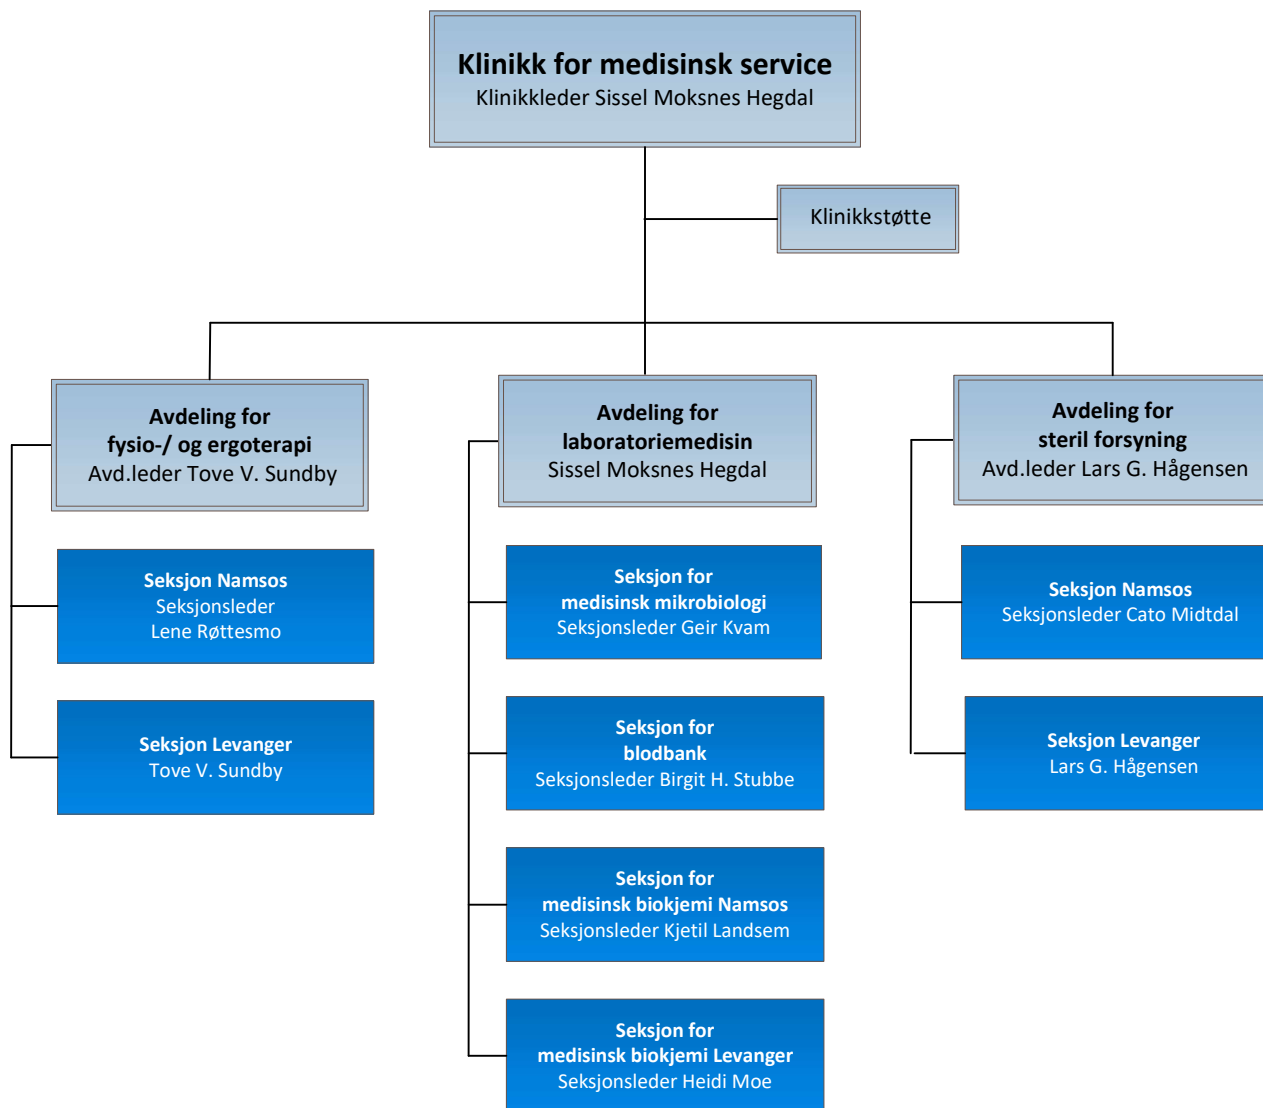 Klinikk for medisinsk service
Klinikkleder Sissel Moksnes Hegdal
Klinikkstøtte
Avdeling for
fysio-/ og ergoterapi
Avd.leder Tove V. Sundby
Seksjon Namsos
Seksjonsleder
Lene Røttesmo
Seksjon Levanger
Tove V. Sundby
Avdeling for
laboratoriemedisin
Sissel Moksnes Hegdal
Seksjon for
medisinsk mikrobiologi
Seksjonsleder Geir Kvam
Seksjon for
blodbank
Seksjonsleder Birgit H. Stubbe
Seksjon for
medisinsk biokjemi Namsos
Seksjonsleder Kjetil Landsem
Seksjon for
medisinsk biokjemi Levanger
Seksjonsleder Heidi Moe
Avdeling for
steril forsyning
Avd.leder Lars G. Hågensen
Seksjon Namsos
Seksjonsleder Cato Midtdal
Seksjon Levanger
Lars G. Hågensen